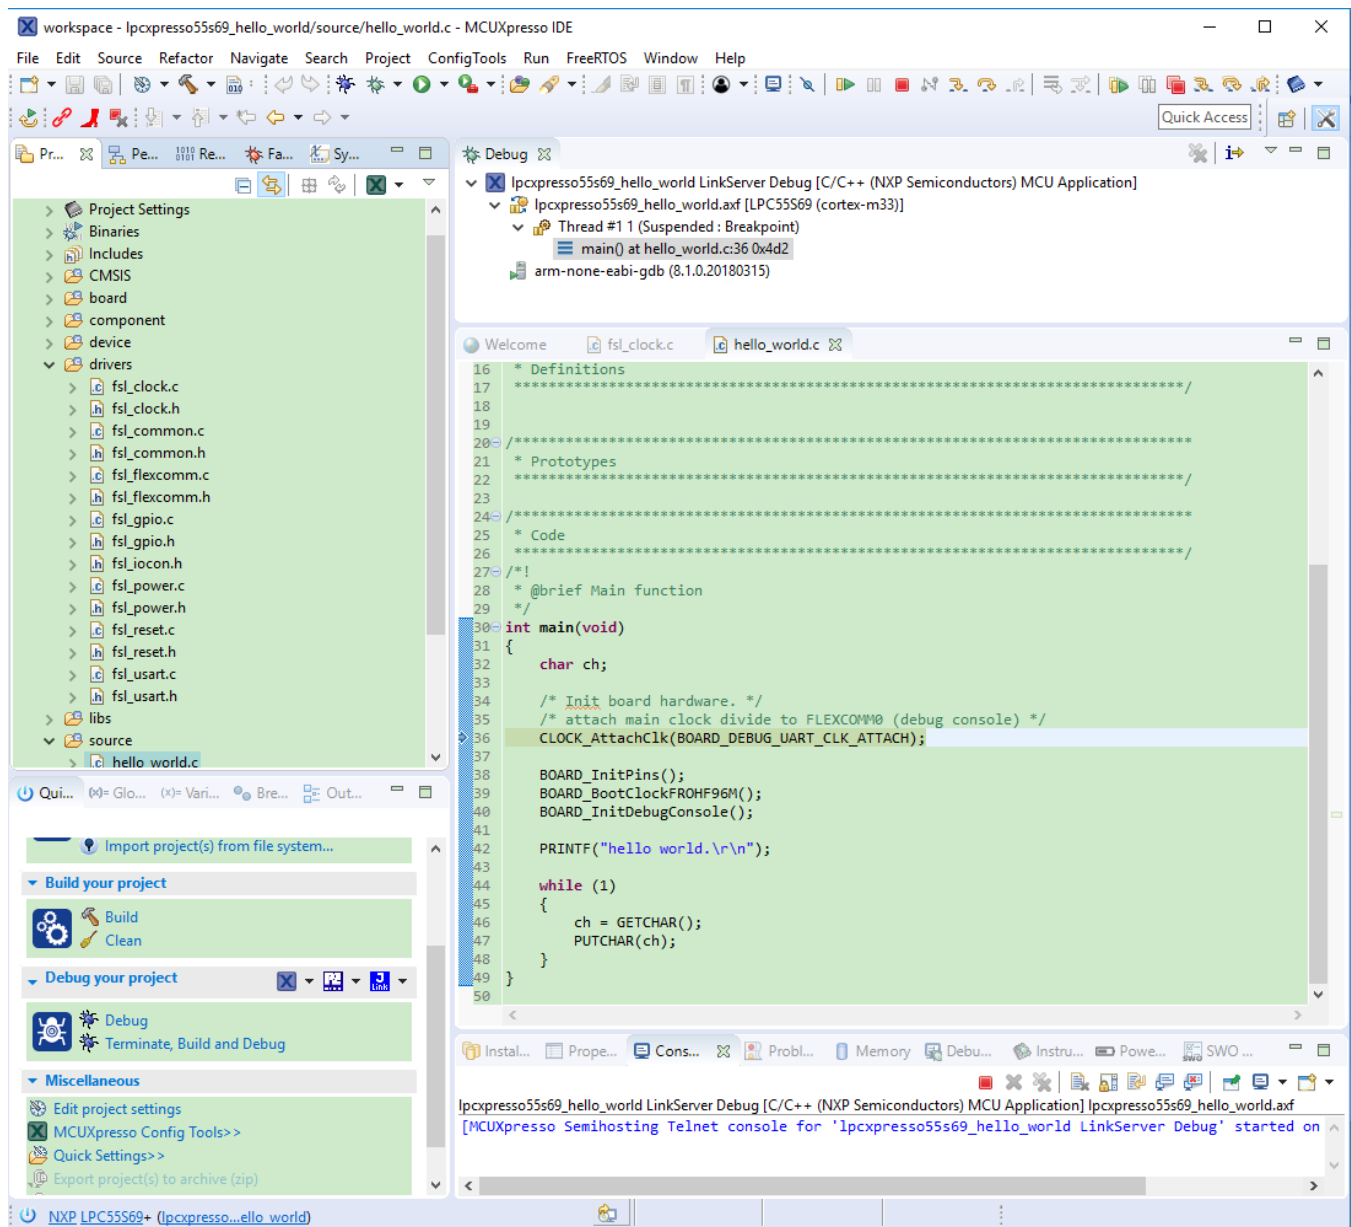 workspace - lpcxpresso55s69_hello_world/source/hello_world.c - MCUXpresso IDE
File Edit Source Refactor Navigate Search Project ConfigTools Run FreeRTOS Window Help
Quick Access
Pr... Pe... Re... Fa... Sy...
Project Settings
Binaries
Includes
CMSIS
board
component
device
drivers
fsl_clock.c
fsl_clock.h
fsl_common.c
fsl_common.h
fsl_flexcomm.c
fsl_flexcomm.h
fsl_gpio.c
fsl_gpio.h
fsl_iocon.h
fsl_power.c
fsl_power.h
fsl_reset.c
fsl_reset.h
fsl_usart.c
fsl_usart.h
libs
source
hello_world.c
Qui... (x)= Glo... (x)= Vari... Bre... Out...
Import project(s) from file system...
Build your project
Build
Clean
Debug your project
Debug
Terminate, Build and Debug
Miscellaneous
Edit project settings
MCUXpresso Config Tools>>
Quick Settings>>
Export project(s) to archive (zip)
Debug
lpcxpresso55s69_hello_world LinkServer Debug [C/C++ (NXP Semiconductors) MCU Application]
lpcxpresso55s69_hello_world.axf [LPC55S69 (cortex-m33)]
Thread #1 1 (Suspended : Breakpoint)
main() at hello_world.c:36 0x4d2
arm-none-eabi-gdb (8.1.0.20180315)
Welcome fsl_clock.c hello_world.c
16 * Definitions
17 ******************************************************************************/
18
19
20 /*******************************************************************************
21 * Prototypes
22 ******************************************************************************/
23
24 /*******************************************************************************
25 * Code
26 ******************************************************************************/
27 /*!
28 * @brief Main function
29 */
30 int main(void)
31 {
32 char ch;
33
34 /* Init board hardware. */
35 /* attach main clock divide to FLEXCOMM0 (debug console) */
36 CLOCK_AttachClk(BOARD_DEBUG_UART_CLK_ATTACH);
37
38 BOARD_InitPins();
39 BOARD_BootClockFROHF96M();
40 BOARD_InitDebugConsole();
41
42 PRINTF("hello world.\r\n");
43
44 while (1)
45 {
46 ch = GETCHAR();
47 PUTCHAR(ch);
48 }
49 }
50
Instal... Prope... Cons... Probl... Memory Debu... Instru... Powe... SWO ...
lpcxpresso55s69_hello_world LinkServer Debug [C/C++ (NXP Semiconductors) MCU Application] lpcxpresso55s69_hello_world.axf
[MCUXpresso Semihosting Telnet console for 'lpcxpresso55s69_hello_world LinkServer Debug' started on
NXP LPC55S69+ (lpcxpresso...ello_world)